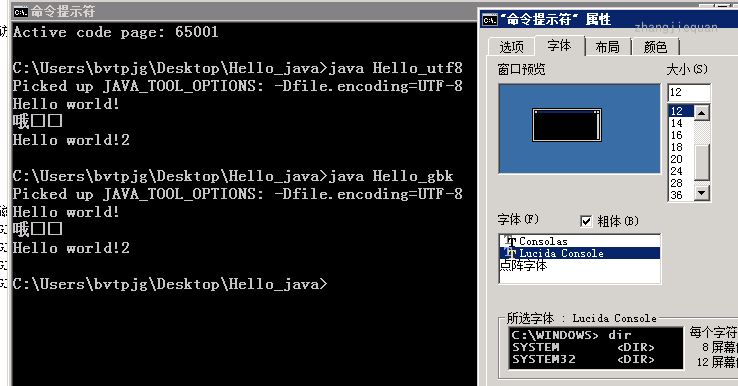 命令提示符
Active code page: 65001
C:\Users\bvtpjg\Desktop\Hello_java>java Hello_utf8
Picked up JAVA_TOOL_OPTIONS: -Dfile.encoding=UTF-8
Hello world!
哦□□
Hello world!2
C:\Users\bvtpjg\Desktop\Hello_java>java Hello_gbk
Picked up JAVA_TOOL_OPTIONS: -Dfile.encoding=UTF-8
Hello world!
哦□□
Hello world!2
C:\Users\bvtpjg\Desktop\Hello_java>
"命令提示符" 属性
zhangjiequan
选项 字体 布局 颜色
窗口预览 大小(S)
12
12
14
16
18
20
24
28
36
字体(F) 粗体(B)
Consolas
Lucida Console
点阵字体
所选字体 : Lucida Console
C:\WINDOWS> dir
SYSTEM <DIR>
SYSTEM32 <DIR>
每个字符
8 屏幕
12 屏幕